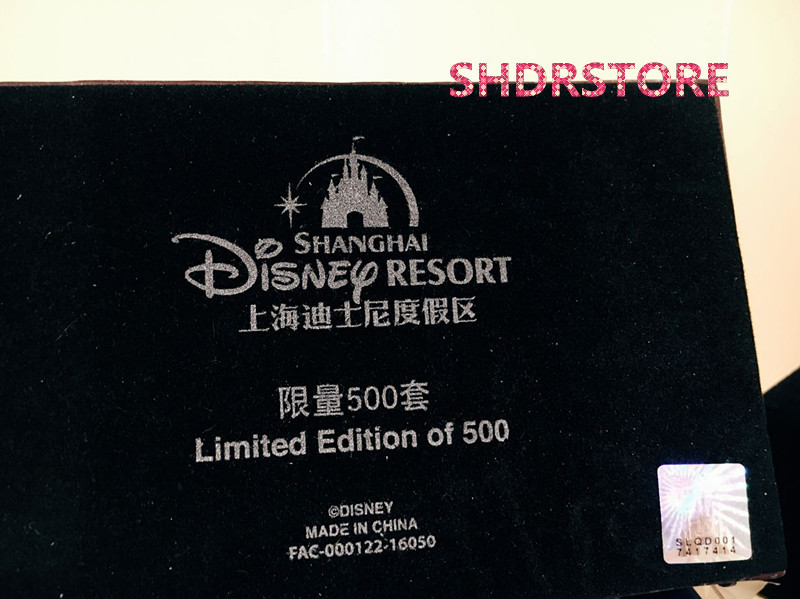 SHDRSTORE
SHANGHAI
DISNEY RESORT
上海迪士尼度假区
限量500套
Limited Edition of 500
©DISNEY
MADE IN CHINA
FAC-000122-16050
SLQD001
7417414